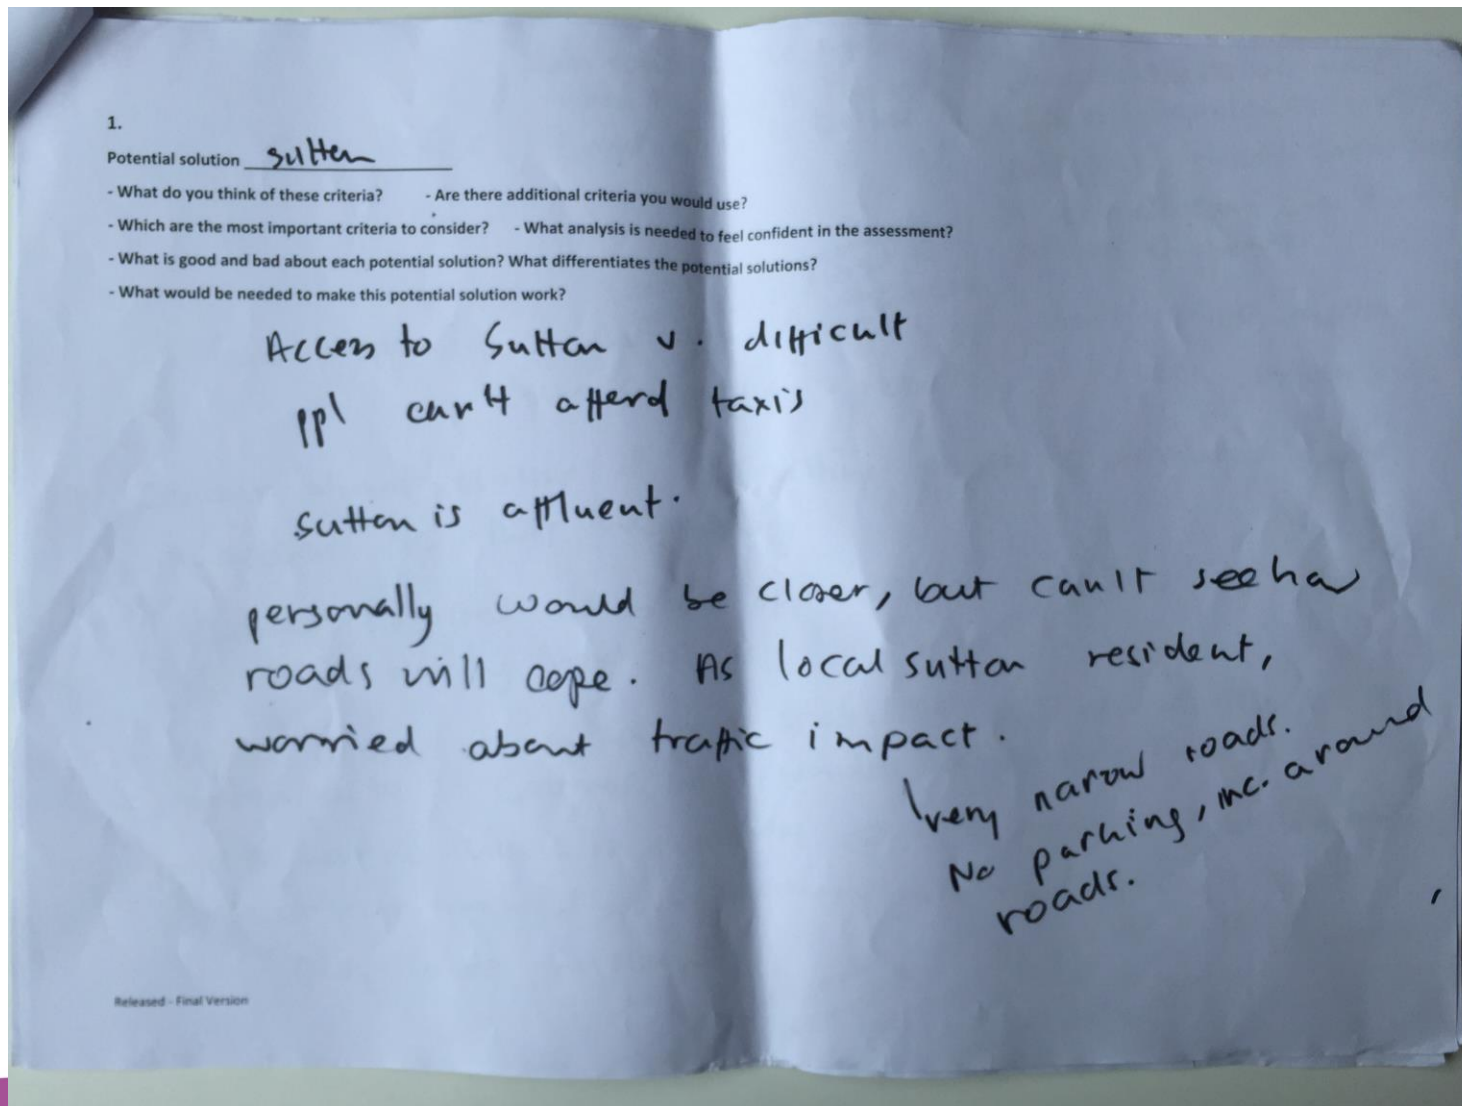 1.
Potential solution Sutton
- What do you think of these criteria? - Are there additional criteria you would use?
- Which are the most important criteria to consider? - What analysis is needed to feel confident in the assessment?
- What is good and bad about each potential solution? What differentiates the potential solutions?
- What would be needed to make this potential solution work?
Access to Sutton v. difficult
ppl can't afford taxis
Sutton is affluent.
personally would be closer, but can't see how
roads will cope. As local Sutton resident,
worried about traffic impact.
very narrow roads.
No parking, inc. around
roads.
Released - Final Version